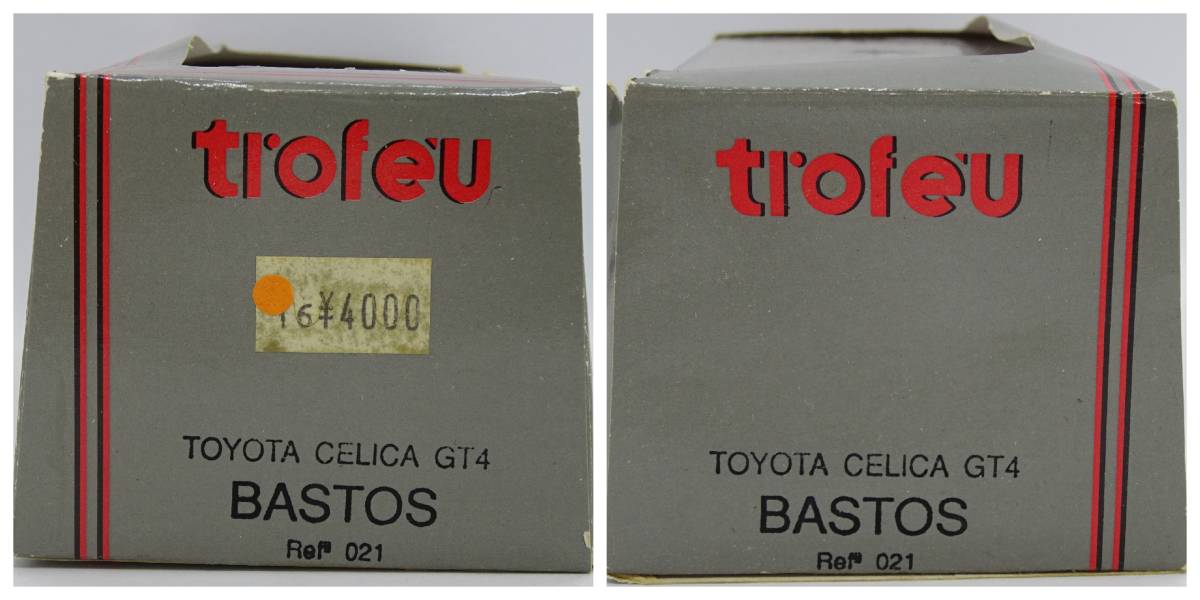 trofeu
16¥4000
TOYOTA CELICA GT4
BASTOS
Refª 021
trofeu
TOYOTA CELICA GT4
BASTOS
Refª 021